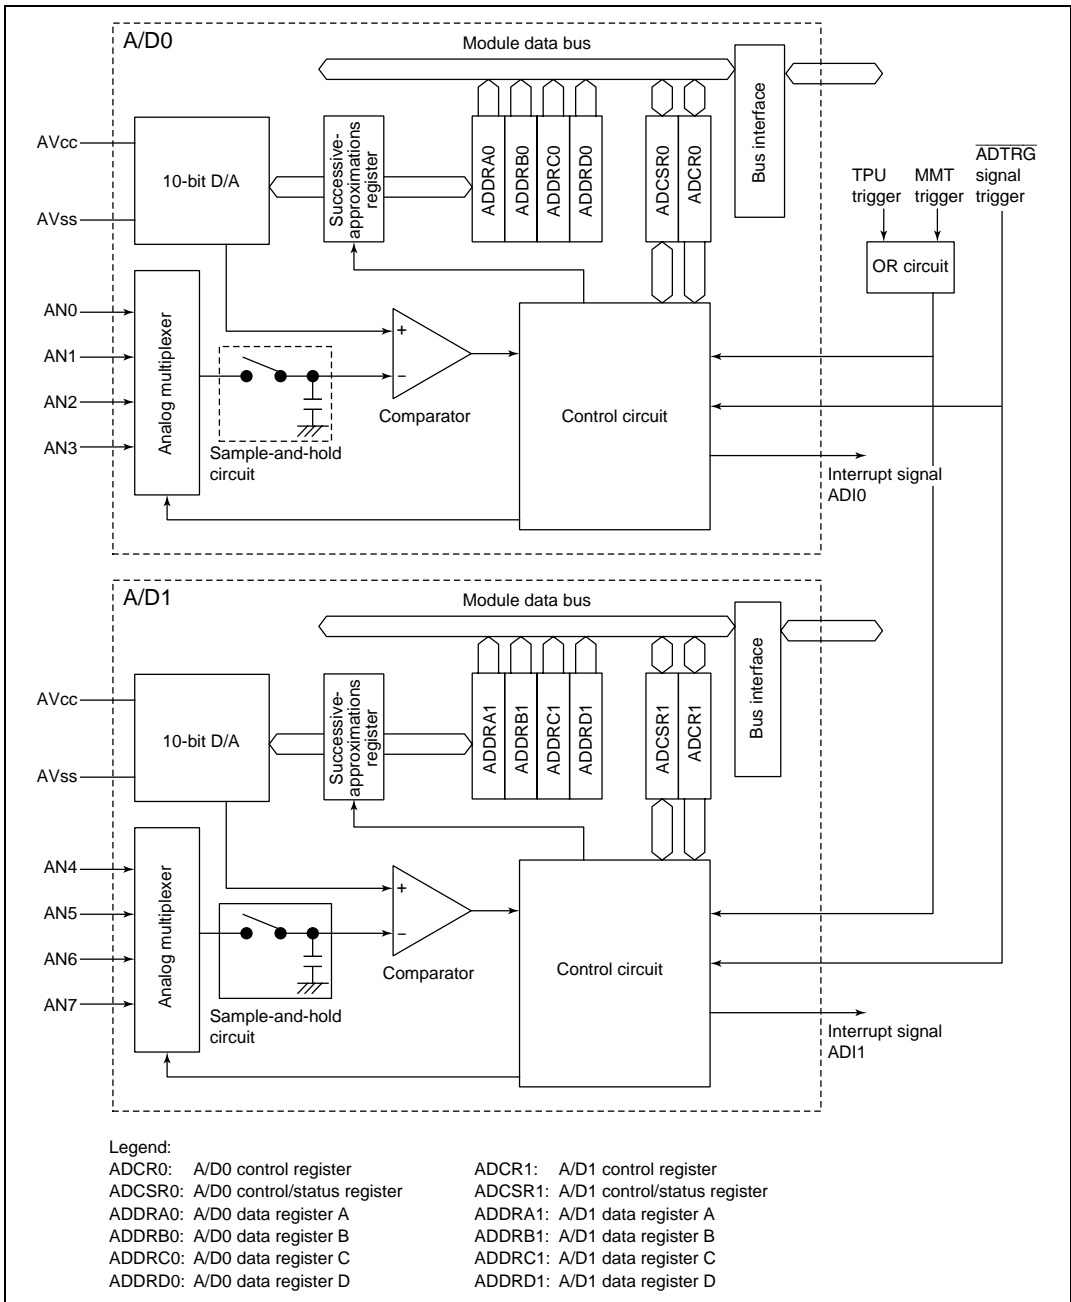 A/D0
Module data bus
Bus interface
AVcc
AVss
10-bit D/A
Successive-
approximations
register
ADDRA0
ADDRB0
ADDRC0
ADDRD0
ADCSR0
ADCR0
TPU
trigger
MMT
trigger
ADTRG
signal
trigger
OR circuit
AN0
AN1
AN2
AN3
Analog multiplexer
+
−
Comparator
Sample-and-hold
circuit
Control circuit
Interrupt signal
ADI0
A/D1
Module data bus
Bus interface
AVcc
AVss
10-bit D/A
Successive-
approximations
register
ADDRA1
ADDRB1
ADDRC1
ADDRD1
ADCSR1
ADCR1
AN4
AN5
AN6
AN7
Analog multiplexer
+
−
Comparator
Sample-and-hold
circuit
Control circuit
Interrupt signal
ADI1
Legend:
ADCR0: A/D0 control register
ADCSR0: A/D0 control/status register
ADDRA0: A/D0 data register A
ADDRB0: A/D0 data register B
ADDRC0: A/D0 data register C
ADDRD0: A/D0 data register D
ADCR1: A/D1 control register
ADCSR1: A/D1 control/status register
ADDRA1: A/D1 data register A
ADDRB1: A/D1 data register B
ADDRC1: A/D1 data register C
ADDRD1: A/D1 data register D